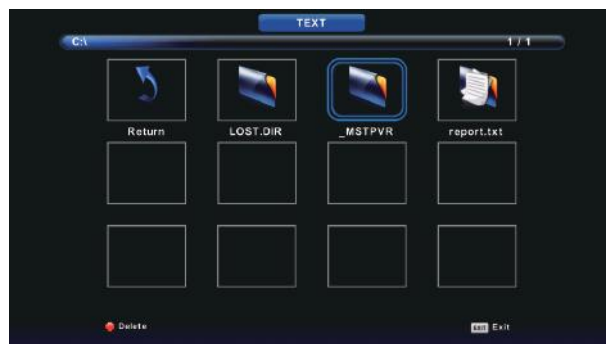 TEXT
C:\ 1 / 1
Return LOST.DIR _MSTPVR report.txt
Delete EXIT Exit